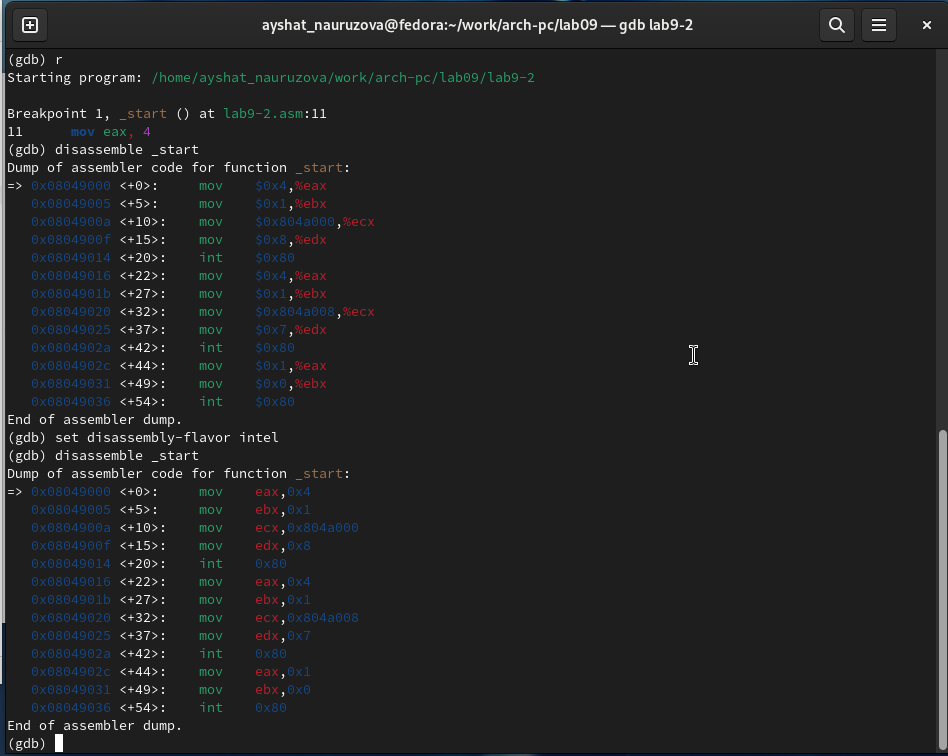 ayshat_nauruzova@fedora:~/work/arch-pc/lab09 — gdb lab9-2
(gdb) r
Starting program: /home/ayshat_nauruzova/work/arch-pc/lab09/lab9-2
Breakpoint 1, _start () at lab9-2.asm:11
11      mov eax, 4
(gdb) disassemble _start
Dump of assembler code for function _start:
=> 0x08049000 <+0>:     mov    $0x4,%eax
   0x08049005 <+5>:     mov    $0x1,%ebx
   0x0804900a <+10>:    mov    $0x804a000,%ecx
   0x0804900f <+15>:    mov    $0x8,%edx
   0x08049014 <+20>:    int    $0x80
   0x08049016 <+22>:    mov    $0x4,%eax
   0x0804901b <+27>:    mov    $0x1,%ebx
   0x08049020 <+32>:    mov    $0x804a008,%ecx
   0x08049025 <+37>:    mov    $0x7,%edx
   0x0804902a <+42>:    int    $0x80
   0x0804902c <+44>:    mov    $0x1,%eax
   0x08049031 <+49>:    mov    $0x0,%ebx
   0x08049036 <+54>:    int    $0x80
End of assembler dump.
(gdb) set disassembly-flavor intel
(gdb) disassemble _start
Dump of assembler code for function _start:
=> 0x08049000 <+0>:     mov    eax,0x4
   0x08049005 <+5>:     mov    ebx,0x1
   0x0804900a <+10>:    mov    ecx,0x804a000
   0x0804900f <+15>:    mov    edx,0x8
   0x08049014 <+20>:    int    0x80
   0x08049016 <+22>:    mov    eax,0x4
   0x0804901b <+27>:    mov    ebx,0x1
   0x08049020 <+32>:    mov    ecx,0x804a008
   0x08049025 <+37>:    mov    edx,0x7
   0x0804902a <+42>:    int    0x80
   0x0804902c <+44>:    mov    eax,0x1
   0x08049031 <+49>:    mov    ebx,0x0
   0x08049036 <+54>:    int    0x80
End of assembler dump.
(gdb)